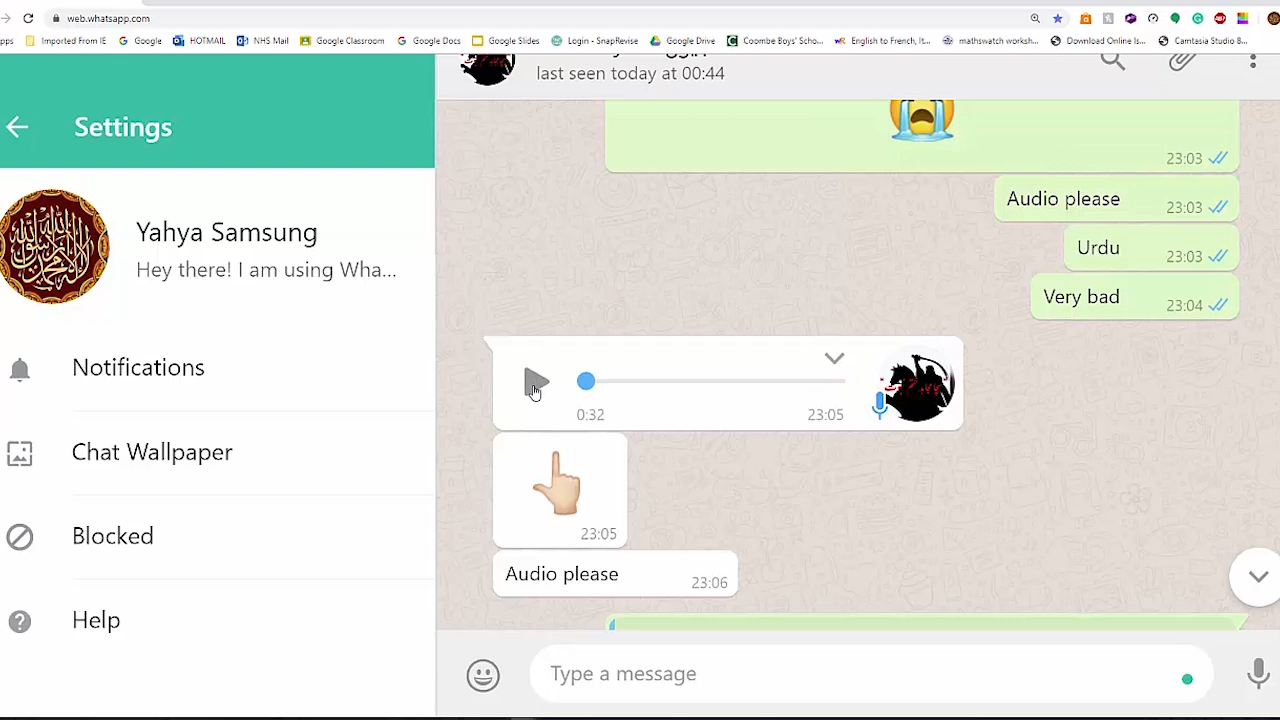 web.whatsapp.com
Imported From IE
Google
HOTMAIL
NHS Mail
Google Classroom
Google Docs
Google Slides
Login - SnapRevise
Google Drive
Coombe Boys' Scho...
English to French, It...
mathswatch worksh...
Download Online Is...
Camtasia Studio 8...
last seen today at 00:44
Settings
Yahya Samsung
Hey there! I am using Wha...
Notifications
Chat Wallpaper
Blocked
Help
23:03
Audio please
23:03
Urdu
23:03
Very bad
23:04
0:32
23:05
23:05
Audio please
23:06
Type a message